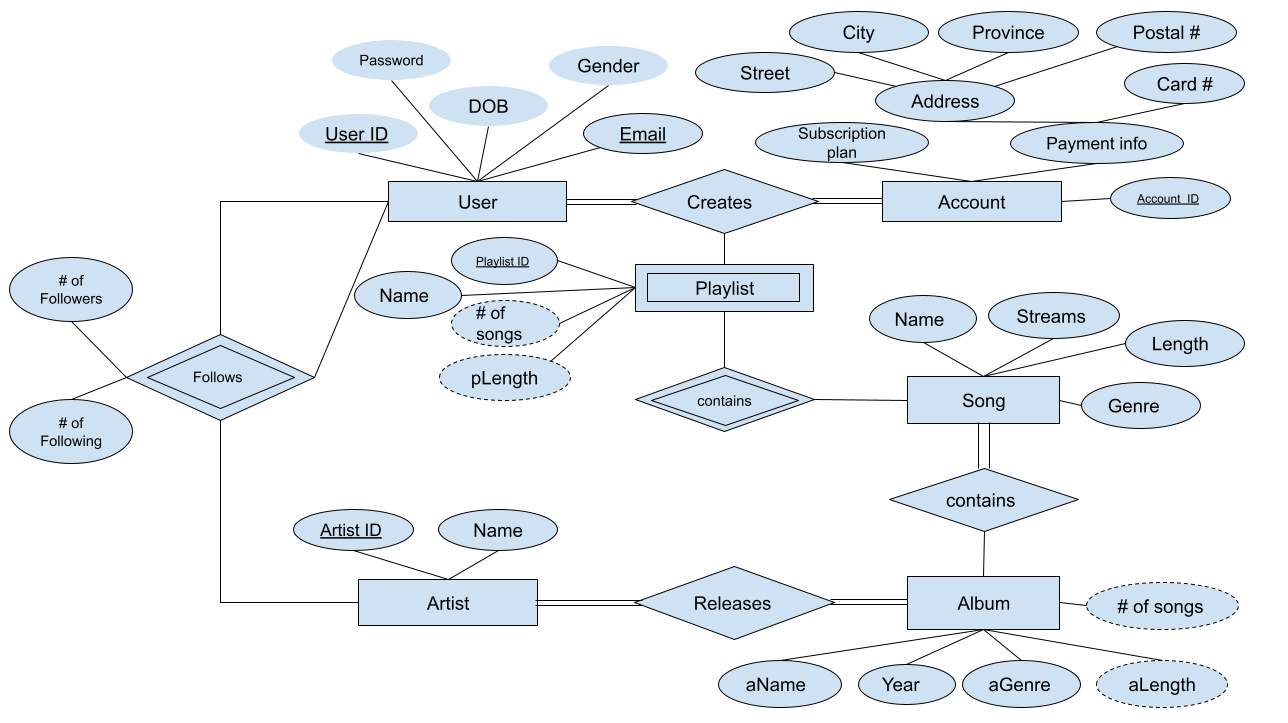 City
Province
Postal #
Password
Gender
Street
Card #
DOB
Address
User ID
Email
Subscription
plan
Payment info
User
Creates
Account
Account_ID
Playlist ID
Name
# of
songs
Playlist
pLength
# of
Followers
Follows
# of
Following
contains
Name
Streams
Length
Song
Genre
contains
Artist ID
Name
Artist
Releases
Album
# of songs
aName
Year
aGenre
aLength